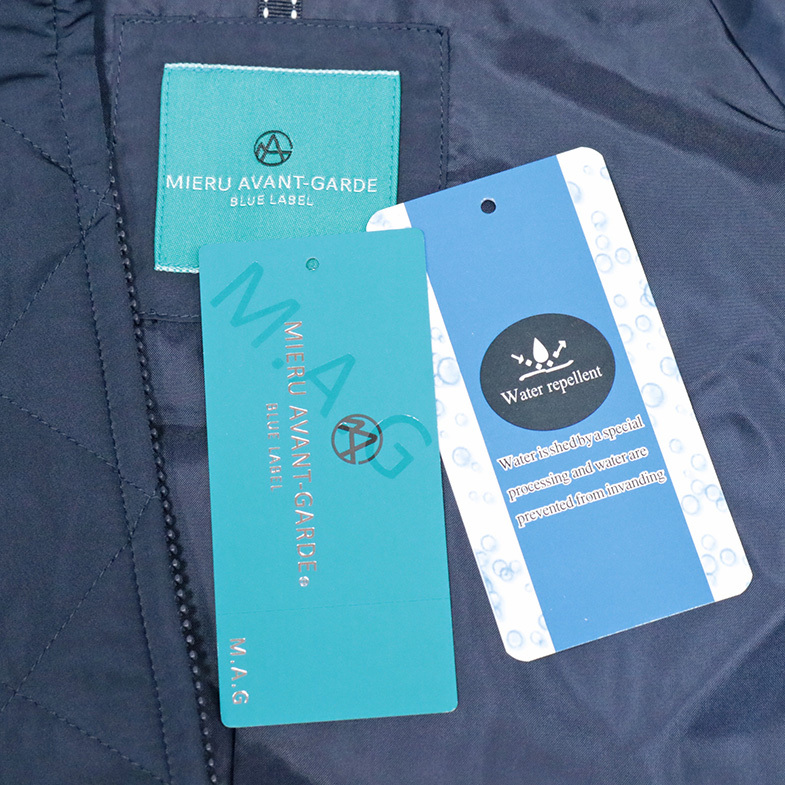 MIERU AVANT-GARDE
BLUE LABEL
M.A.G
MIERU AVANT-GARDE®
BLUE LABEL
M.A.G
Water repellent
Water is shed by a special
processing and water are
prevented from invanding